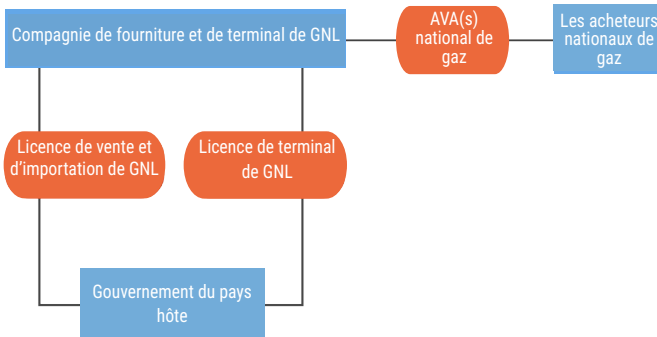 Compagnie de fourniture et de terminal de GNL
AVA(s)
national de
gaz
Les acheteurs
nationaux de
gaz
Licence de vente et
d'importation de GNL
Licence de terminal
de GNL
Gouvernement du pays
hôte